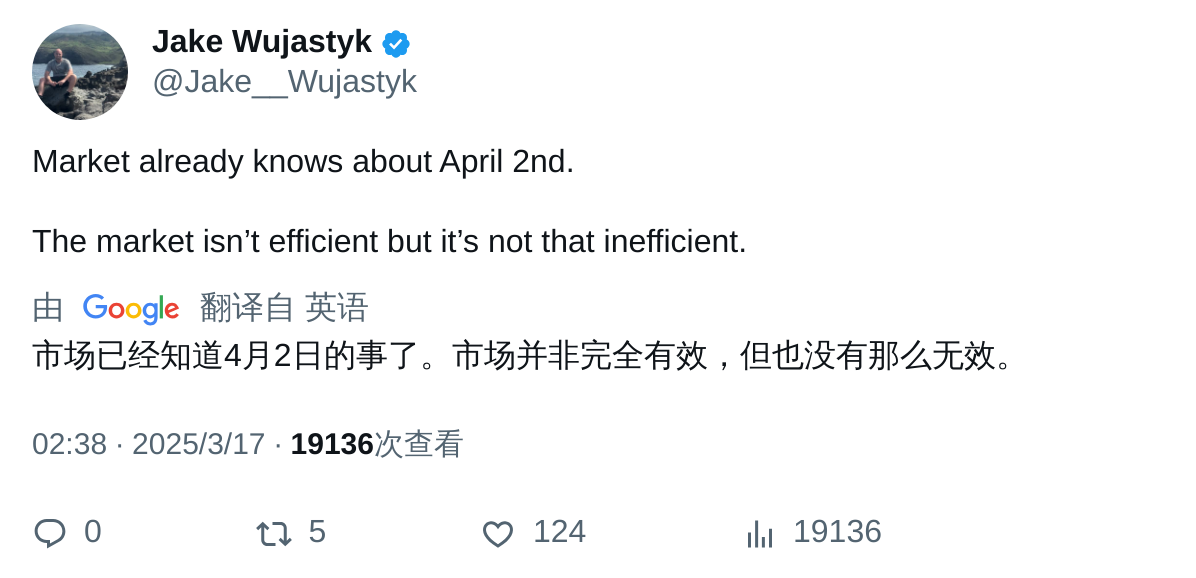 Jake Wujastyk
@Jake__Wujastyk
Market already knows about April 2nd.
The market isn’t efficient but it’s not that inefficient.
由 Google 翻译自 英语
市场已经知道4月2日的事了。市场并非完全有效，但也没有那么无效。
02:38 · 2025/3/17 · 19136次查看
0 5 124 19136